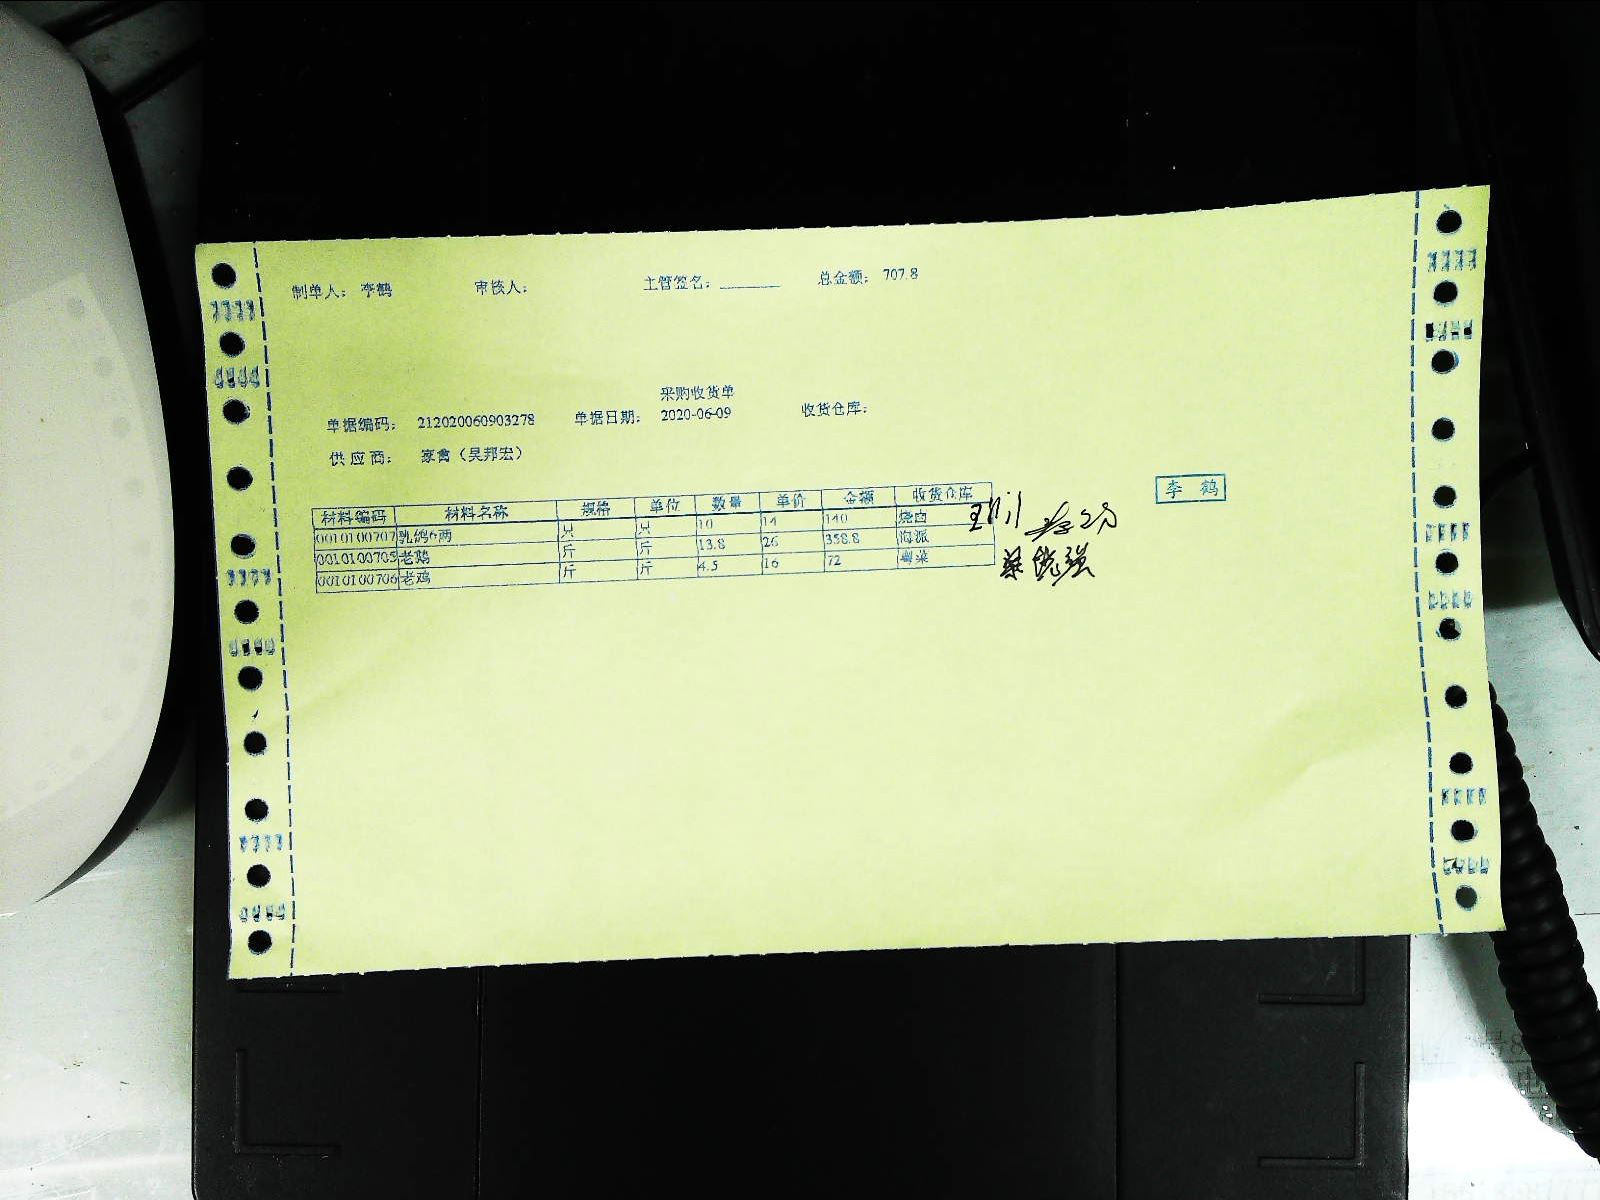 制单人: 李鹤 审核人: 主管签名: ________ 总金额: 707.8
采购收货单
单据编码: 212020060903278 单据日期: 2020-06-09 收货仓库:
供应商: 家禽（吴邦宏）
李 鹤
材料编码 材料名称 规格 单位 数量 单价 金额 收货仓库
0010100707 乳鸽6两 只 只 10 14 140 烧卤
0010100705 老鹅 斤 斤 13.8 26 358.8 海派
0010100706 老鸡 斤 斤 4.5 16 72 粤菜